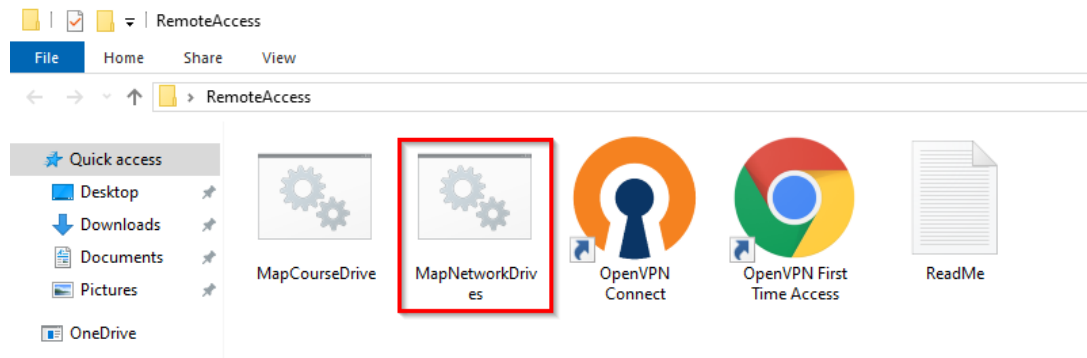 RemoteAccess
File Home Share View
RemoteAccess
Quick access
Desktop
Downloads
Documents
Pictures
OneDrive
MapCourseDrive
MapNetworkDriv
es
OpenVPN
Connect
OpenVPN First
Time Access
ReadMe